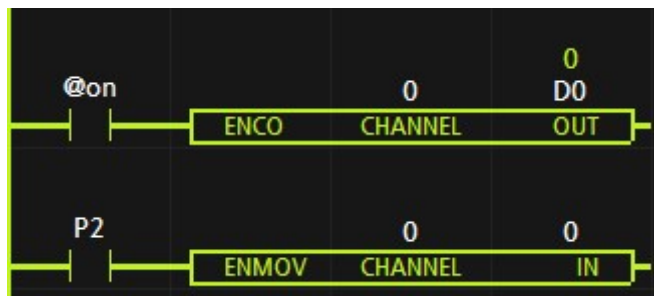 0
@on 0 D0
ENCO CHANNEL OUT
P2 0 0
ENMOV CHANNEL IN